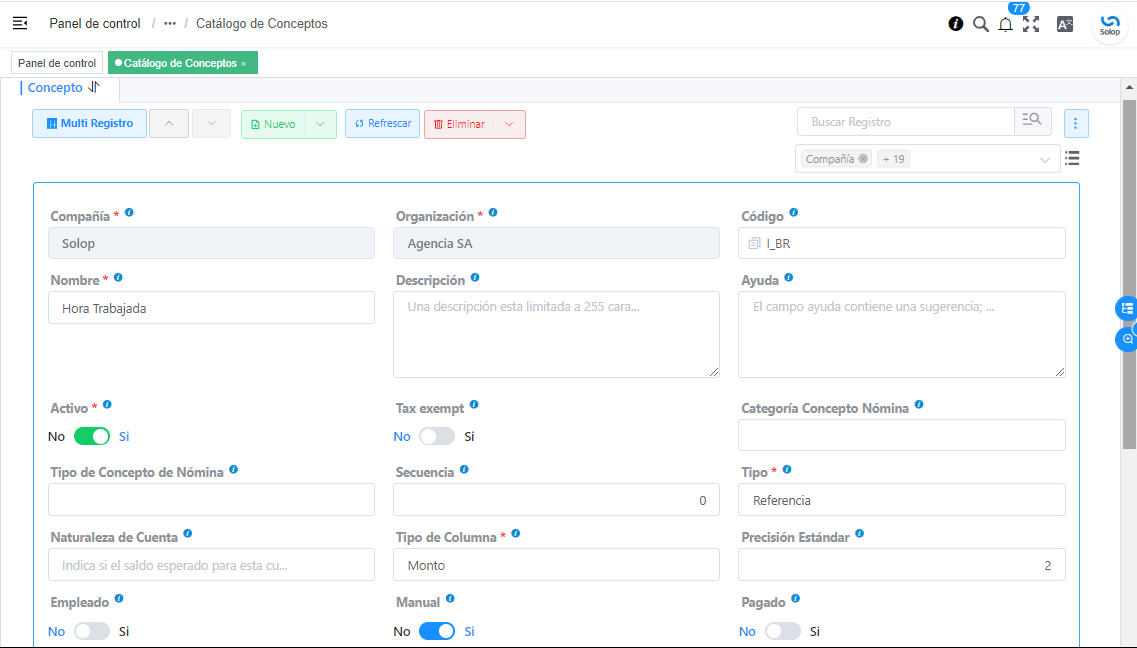 Panel de control / ••• / Catálogo de Conceptos
77
Solop
Panel de control
Catálogo de Conceptos ×
Concepto
Multi Registro
Nuevo
Refrescar
Eliminar
Buscar Registro
Compañía
+ 19
Compañía * Organización * Código
Solop Agencia SA I_BR
Nombre * Descripción Ayuda
Hora Trabajada Una descripción esta limitada a 255 cara... El campo ayuda contiene una sugerencia; ...
Activo * Tax exempt Categoría Concepto Nómina
No Si No Si
Tipo de Concepto de Nómina Secuencia Tipo *
0 Referencia
Naturaleza de Cuenta Tipo de Columna * Precisión Estándar
Indica si el saldo esperado para esta cu... Monto 2
Empleado Manual Pagado
No Si No Si No Si